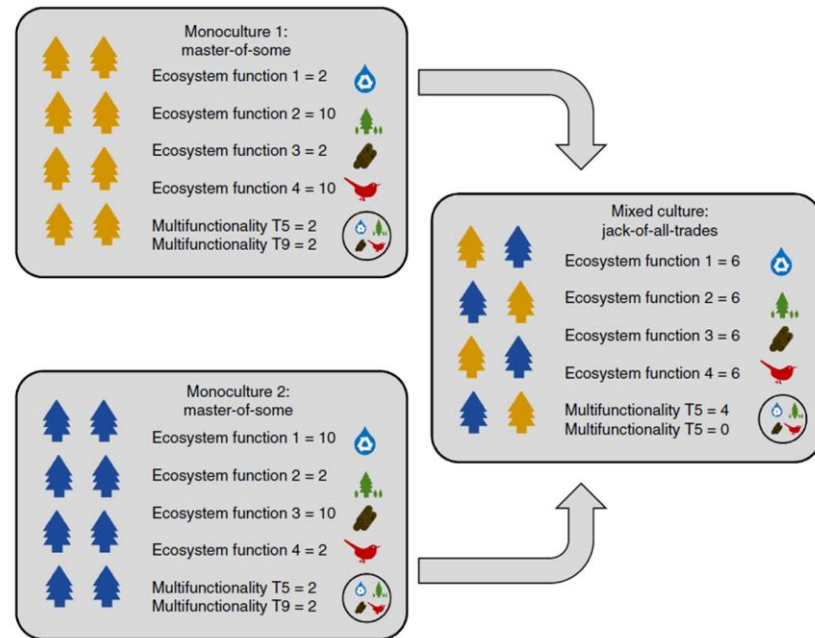 Monoculture 1:
master-of-some
Ecosystem function 1 = 2
Ecosystem function 2 = 10
Ecosystem function 3 = 2
Ecosystem function 4 = 10
Multifunctionality T5 = 2
Multifunctionality T9 = 2
Mixed culture:
jack-of-all-trades
Ecosystem function 1 = 6
Ecosystem function 2 = 6
Ecosystem function 3 = 6
Ecosystem function 4 = 6
Multifunctionality T5 = 4
Multifunctionality T5 = 0
Monoculture 2:
master-of-some
Ecosystem function 1 = 10
Ecosystem function 2 = 2
Ecosystem function 3 = 10
Ecosystem function 4 = 2
Multifunctionality T5 = 2
Multifunctionality T9 = 2